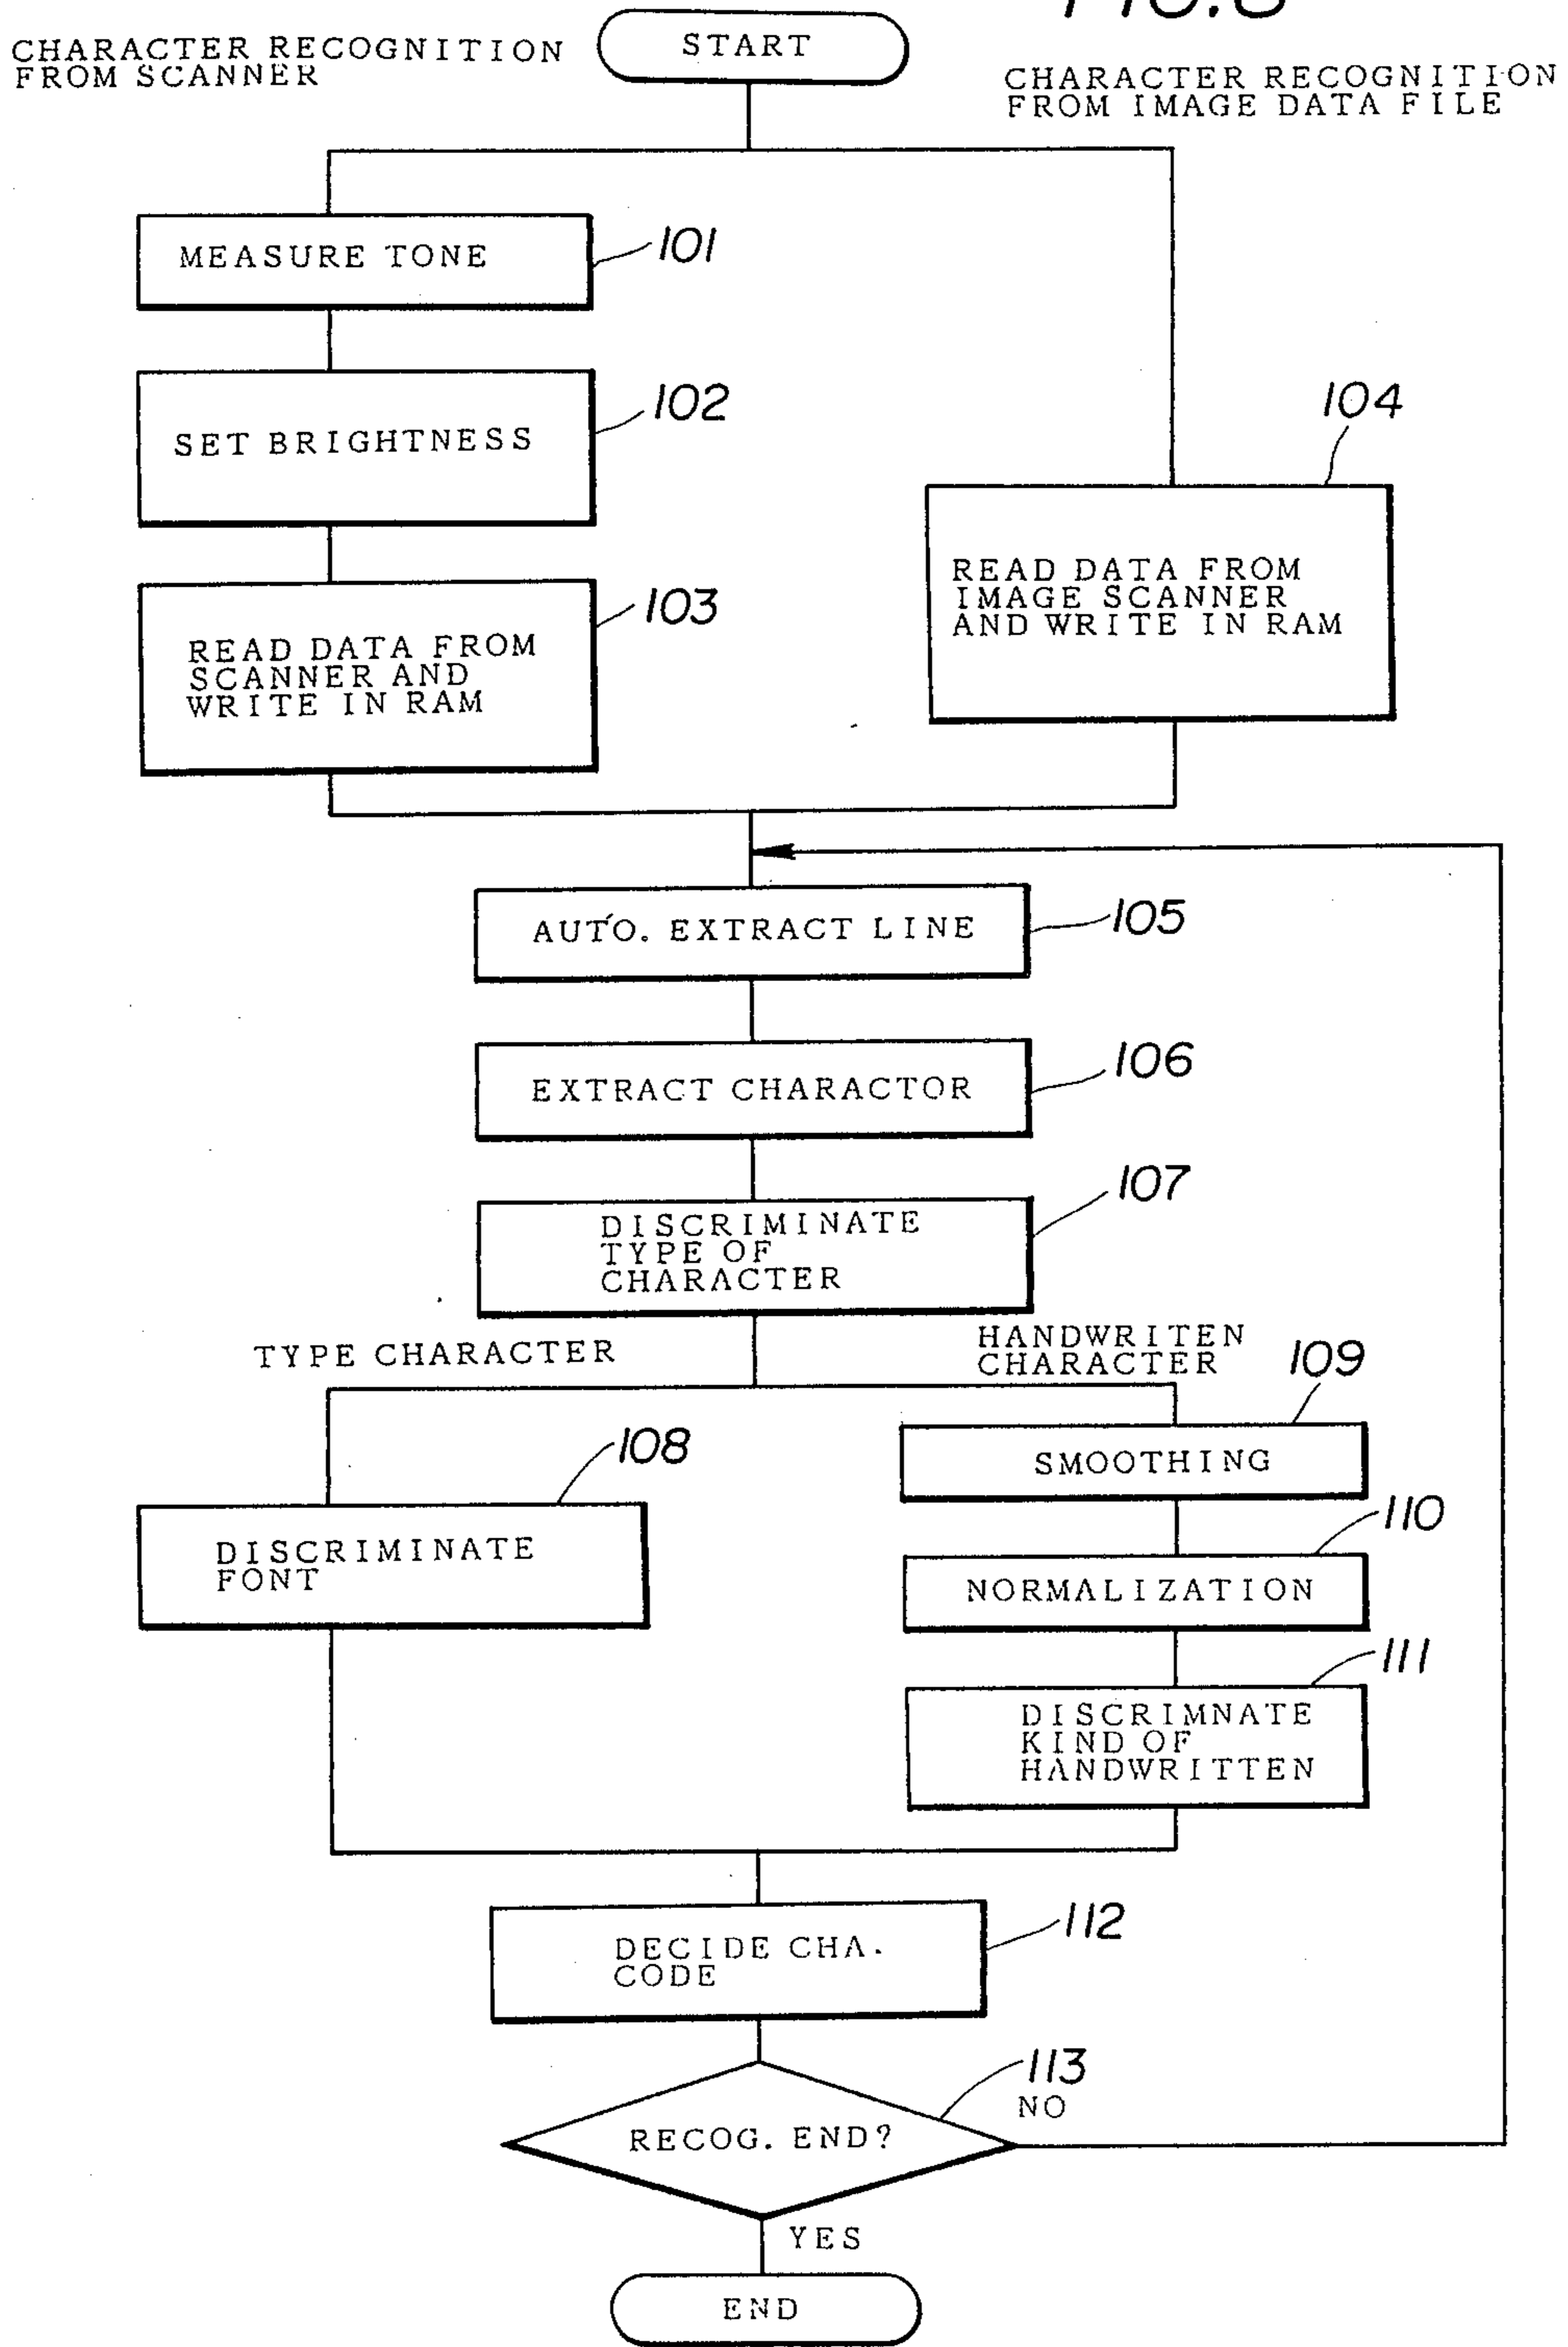 START
CHARACTER RECOGNITION
FROM SCANNER
CHARACTER RECOGNITION
FROM IMAGE DATA FILE
MEASURE TONE
101
SET BRIGHTNESS
102
READ DATA FROM
SCANNER AND
WRITE IN RAM
103
104
READ DATA FROM
IMAGE SCANNER
AND WRITE IN RAM
AUTO. EXTRACT LINE
105
EXTRACT CHARACTOR
106
107
DISCRIMINATE
TYPE OF
CHARACTER
TYPE CHARACTER
HANDWRITEN
CHARACTER
108
DISCRIMINATE
FONT
109
SMOOTHING
110
NORMALIZATION
111
DISCRIMNATE
KIND OF
HANDWRITTEN
112
DECIDE CHA.
CODE
113
NO
RECOG. END?
YES
END